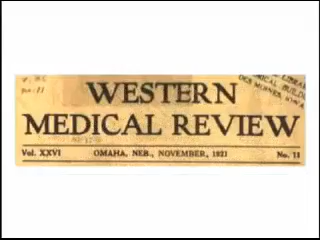 WESTERN
MEDICAL REVIEW
Vol. XXVI OMAHA, NEB., NOVEMBER, 1921 No. 11